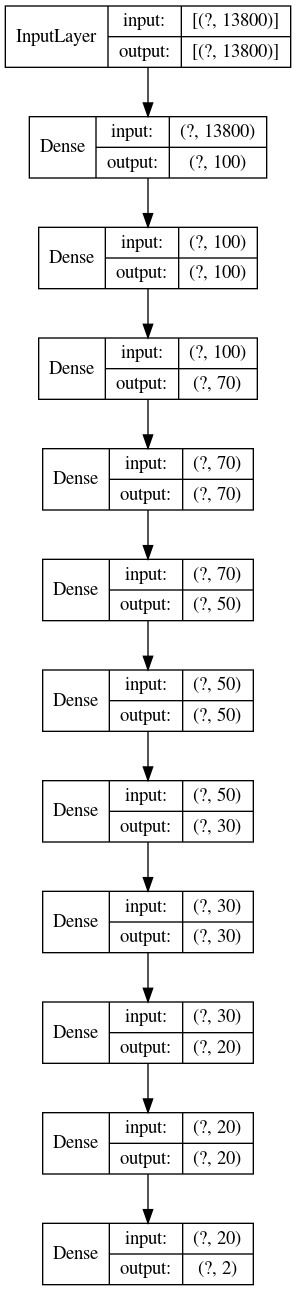 InputLayer
input: [(?, 13800)]
output: [(?, 13800)]
Dense
input: (?, 13800)
output: (?, 100)
Dense
input: (?, 100)
output: (?, 100)
Dense
input: (?, 100)
output: (?, 70)
Dense
input: (?, 70)
output: (?, 70)
Dense
input: (?, 70)
output: (?, 50)
Dense
input: (?, 50)
output: (?, 50)
Dense
input: (?, 50)
output: (?, 30)
Dense
input: (?, 30)
output: (?, 30)
Dense
input: (?, 30)
output: (?, 20)
Dense
input: (?, 20)
output: (?, 20)
Dense
input: (?, 20)
output: (?, 2)